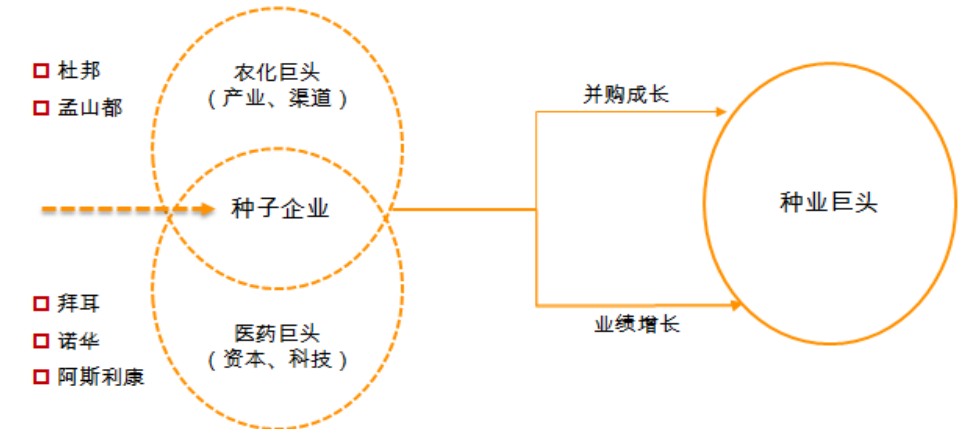 杜邦
孟山都
农化巨头
（产业、渠道）
并购成长
种子企业
种业巨头
拜耳
诺华
阿斯利康
医药巨头
（资本、科技）
业绩增长